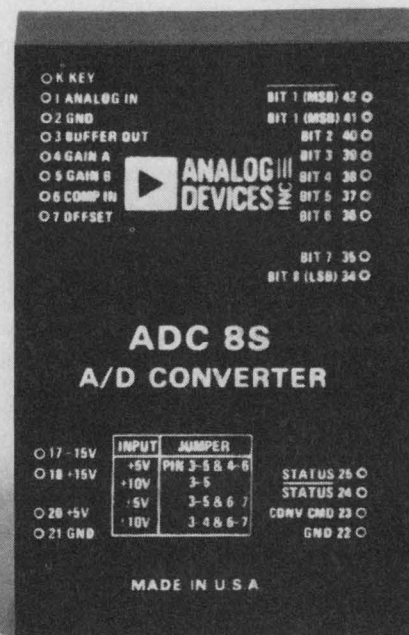 K KEY
1 ANALOG IN
2 GND
3 BUFFER OUT
4 GAIN A
5 GAIN B
6 COMP IN
7 OFFSET
BIT 1 (MSB) 42
BIT 1 (MSB) 41
BIT 2 40
BIT 3 39
BIT 4 38
BIT 5 37
BIT 6 36
BIT 7 35
BIT 8 (LSB) 34
ANALOG
DEVICES INC
ADC 8S
A/D CONVERTER
17 -15V
18 +15V
20 +5V
21 GND
INPUT JUMPER
+5V PIN 3-5 & 4-6
+10V 3-5
±5V 3-5 & 6-7
±10V 3-4 & 6-7
STATUS 25
STATUS 24
CONV CMD 23
GND 22
MADE IN U.S.A